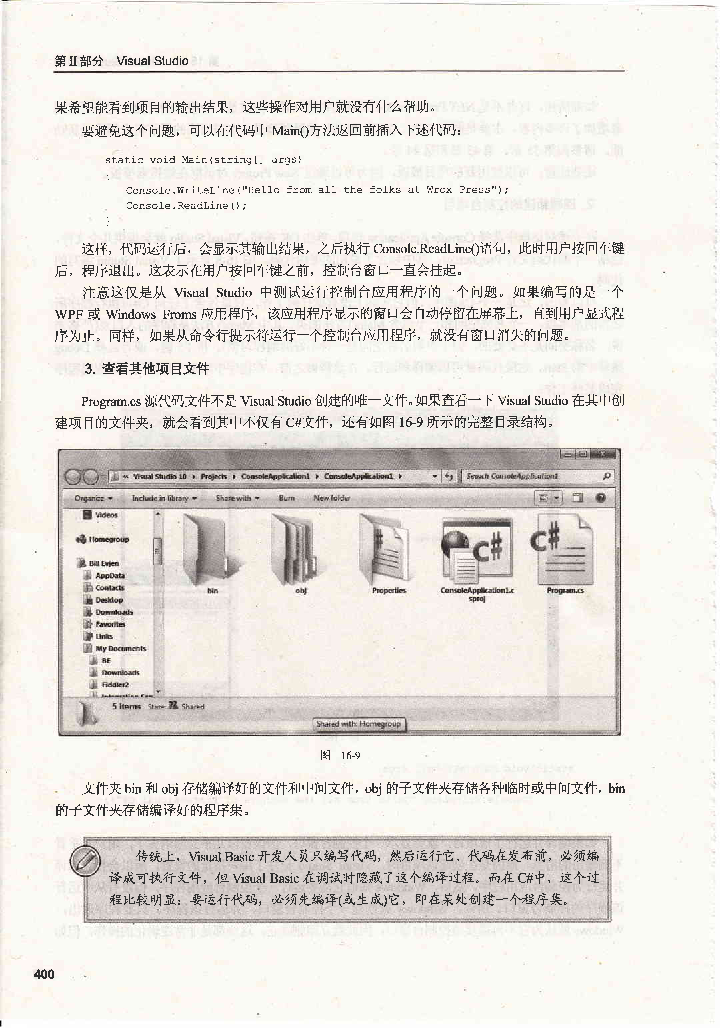 第Ⅱ部分 Visual Studio
果希望能看到项目的输出结果，这些操作对用户就没有什么帮助。
要避免这个问题，可以在代码中Main()方法返回前插入下述代码：
static void Main(string[] args)
{
Console.WriteLine("Hello from all the folks at Wrox Press");
Console.ReadLine();
}
这样，代码运行后，会显示其输出结果，之后执行 Console.ReadLine()语句，此时用户按回车键
后，程序退出。这表示在用户按回车键之前，控制台窗口一直会挂起。
注意这仅是从 Visual Studio 中测试运行控制台应用程序的一个问题。如果编写的是一个
WPF 或 Windows Froms 应用程序，该应用程序显示的窗口会自动停留在屏幕上，直到用户显式程
序为止。同样，如果从命令行提示符运行一个控制台应用程序，就没有窗口消失的问题。
3. 查看其他项目文件
Program.cs 源代码文件不是 Visual Studio 创建的唯一文件。如果查看一下 Visual Studio 在其中创
建项目的文件夹，就会看到其中不仅有 C#文件，还有如图 16-9 所示的完整目录结构。
« Visual Studio 10 ▸ Projects ▸ ConsoleApplication1 ▸ ConsoleApplication1 ▸
Search ConsoleApplication1
Organize ▾ Include in library ▾ Share with ▾ Burn New folder
Videos
Homegroup
Bill Evjen
AppData
Contacts
Desktop
Downloads
Favorites
Links
My Documents
BE
Downloads
Fiddler2
bin
obj
Properties
ConsoleApplication1.c
sproj
Program.cs
5 items State: Shared
Shared with: Homegroup
图 16-9
文件夹 bin 和 obj 存储编译好的文件和中间文件，obj 的子文件夹存储各种临时或中间文件，bin
的子文件夹存储编译好的程序集。
传统上，Visual Basic 开发人员只编写代码，然后运行它。代码在发布前，必须编
译成可执行文件，但 Visual Basic 在调试时隐藏了这个编译过程。而在 C#中，这个过
程比较明显：要运行代码，必须先编译(或生成)它，即在某处创建一个程序集。
400